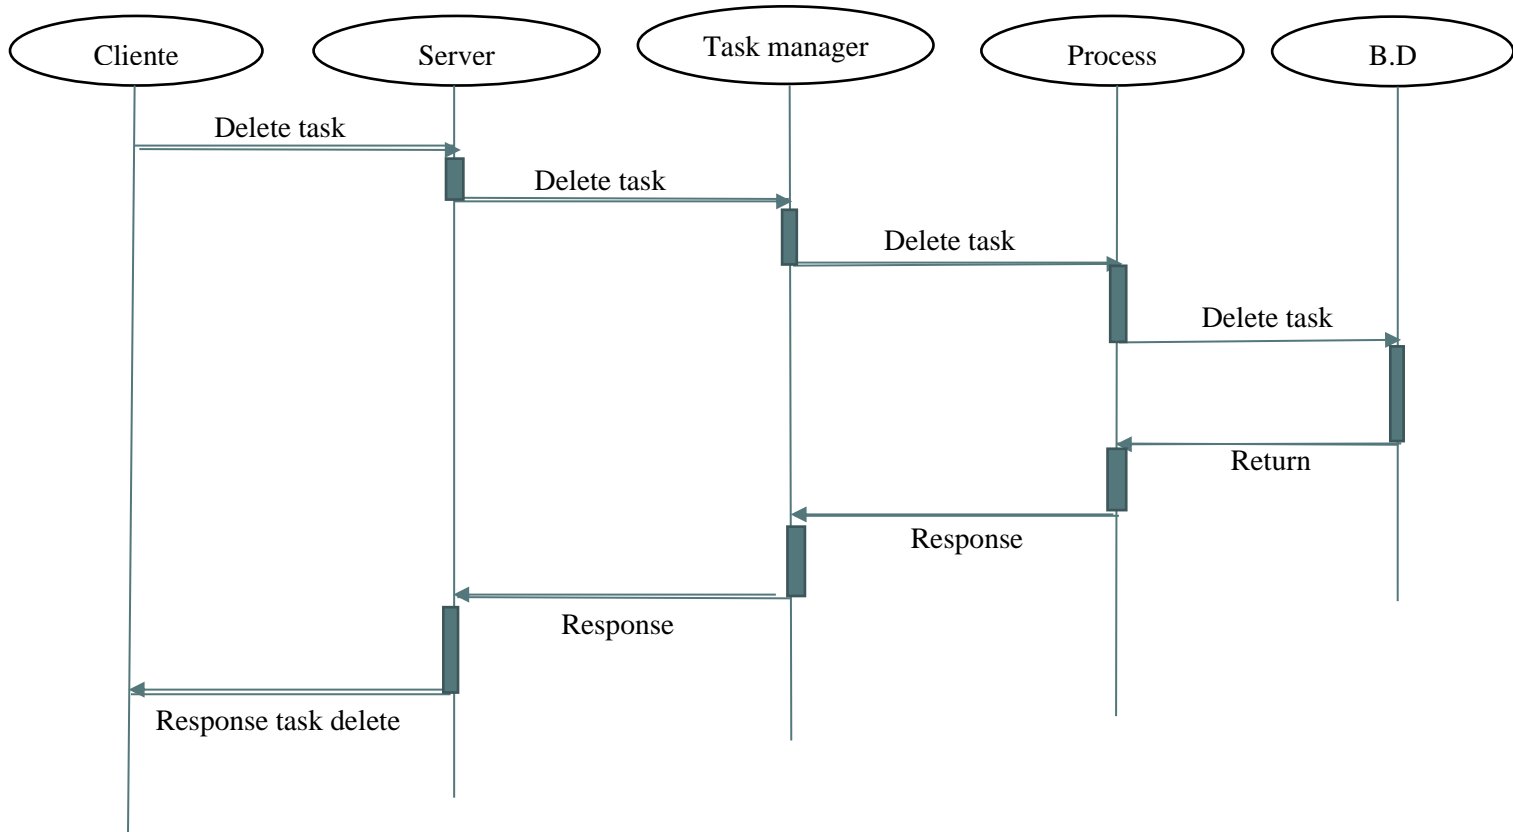 Cliente
Server
Task manager
Process
B.D
Delete task
Delete task
Delete task
Delete task
Return
Response
Response
Response task delete